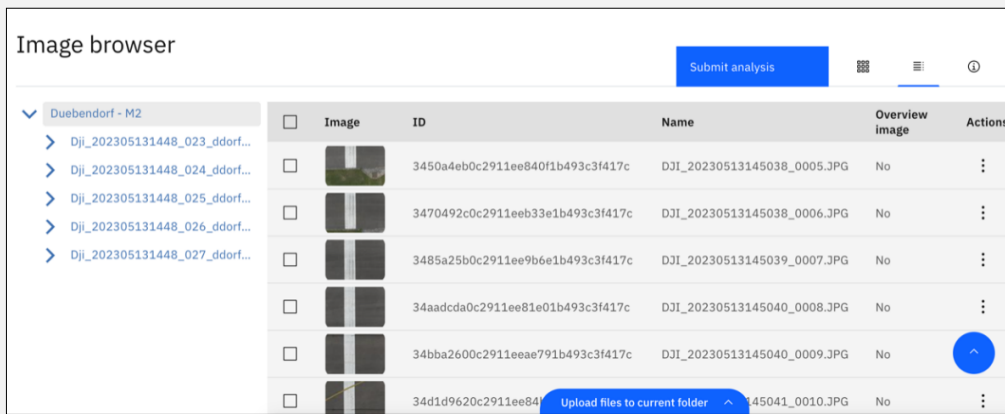 Image browser
Submit analysis
Duebendorf - M2
Dji_202305131448_023_ddorf...
Dji_202305131448_024_ddorf...
Dji_202305131448_025_ddorf...
Dji_202305131448_026_ddorf...
Dji_202305131448_027_ddorf...
Image ID Name Overview image Actions
3450a4eb0c2911ee840f1b493c3f417c DJI_20230513145038_0005.JPG No
3470492c0c2911eeb33e1b493c3f417c DJI_20230513145038_0006.JPG No
3485a25b0c2911ee9b6e1b493c3f417c DJI_20230513145039_0007.JPG No
34aadcda0c2911ee81e01b493c3f417c DJI_20230513145040_0008.JPG No
34bba2600c2911eeae791b493c3f417c DJI_20230513145040_0009.JPG No
No
Upload files to current folder